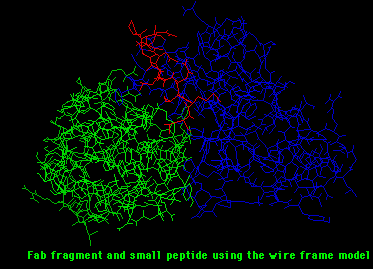 Fab fragment and small peptide using the wire frame model